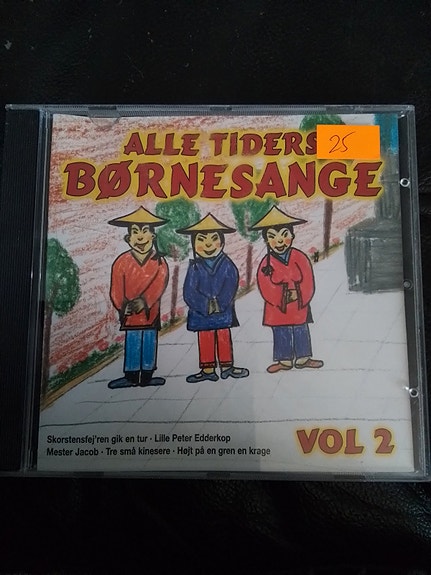 ALLE TIDERS
25
BØRNESANGE
Skorstensfej'ren gik en tur · Lille Peter Edderkop
Mester Jacob · Tre små kinesere · Højt på en gren en krage
VOL 2